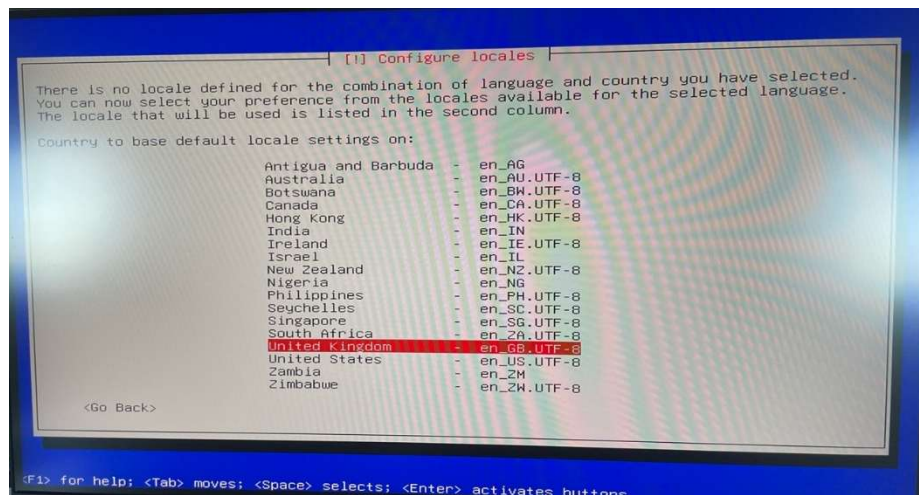 [!] Configure locales
There is no locale defined for the combination of language and country you have selected.
You can now select your preference from the locales available for the selected language.
The locale that will be used is listed in the second column.
Country to base default locale settings on:
Antigua and Barbuda - en_AG
Australia - en_AU.UTF-8
Botswana - en_BW.UTF-8
Canada - en_CA.UTF-8
Hong Kong - en_HK.UTF-8
India - en_IN
Ireland - en_IE.UTF-8
Israel - en_IL
New Zealand - en_NZ.UTF-8
Nigeria - en_NG
Philippines - en_PH.UTF-8
Seychelles - en_SC.UTF-8
Singapore - en_SG.UTF-8
South Africa - en_ZA.UTF-8
United Kingdom - en_GB.UTF-8
United States - en_US.UTF-8
Zambia - en_ZM
Zimbabwe - en_ZW.UTF-8
<Go Back>
<F1> for help; <Tab> moves; <Space> selects; <Enter> activates buttons